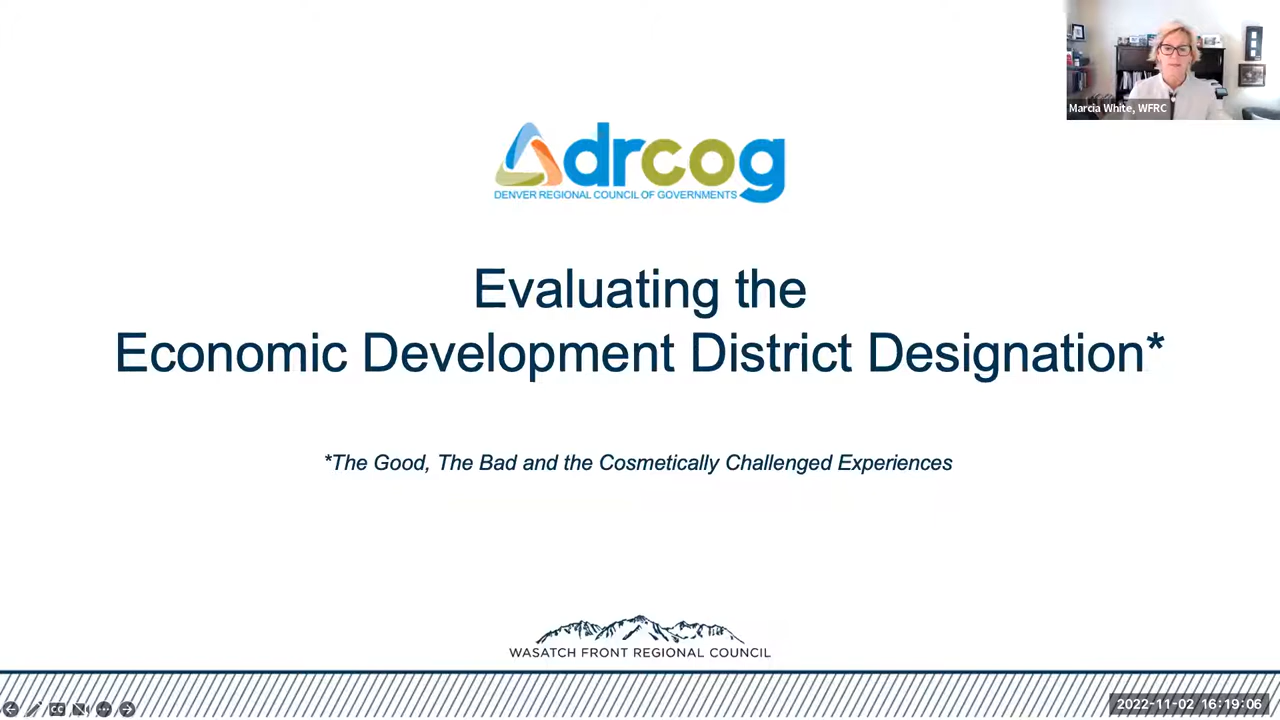 Marcia White, WFRC
drcog
DENVER REGIONAL COUNCIL OF GOVERNMENTS
Evaluating the
Economic Development District Designation*
*The Good, The Bad and the Cosmetically Challenged Experiences
WASATCH FRONT REGIONAL COUNCIL
CC
2022-11-02 16:19:06